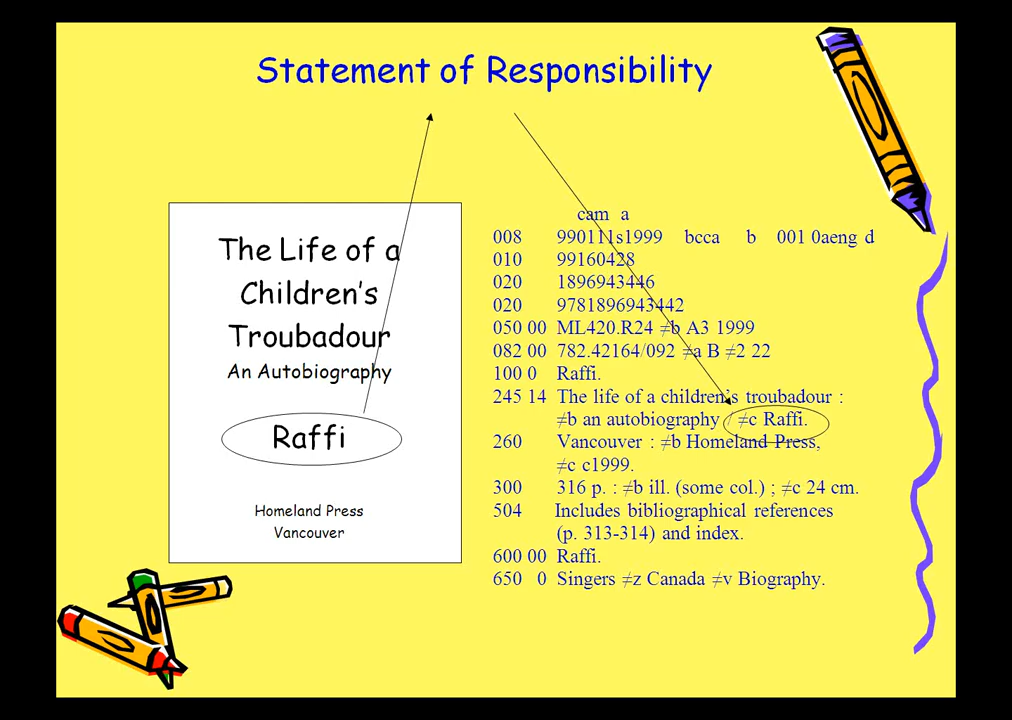 Statement of Responsibility
The Life of a
Children's
Troubadour
An Autobiography
Raffi
Homeland Press
Vancouver
cam a
008 990111s1999 bcca b 001 0aeng d
010 99160428
020 1896943446
020 9781896943442
050 00 ML420.R24 ≠b A3 1999
082 00 782.42164/092 ≠a B ≠2 22
100 0 Raffi.
245 14 The life of a children's troubadour :
≠b an autobiography / ≠c Raffi.
260 Vancouver : ≠b Homeland Press,
≠c c1999.
300 316 p. : ≠b ill. (some col.) ; ≠c 24 cm.
504 Includes bibliographical references
(p. 313-314) and index.
600 00 Raffi.
650 0 Singers ≠z Canada ≠v Biography.